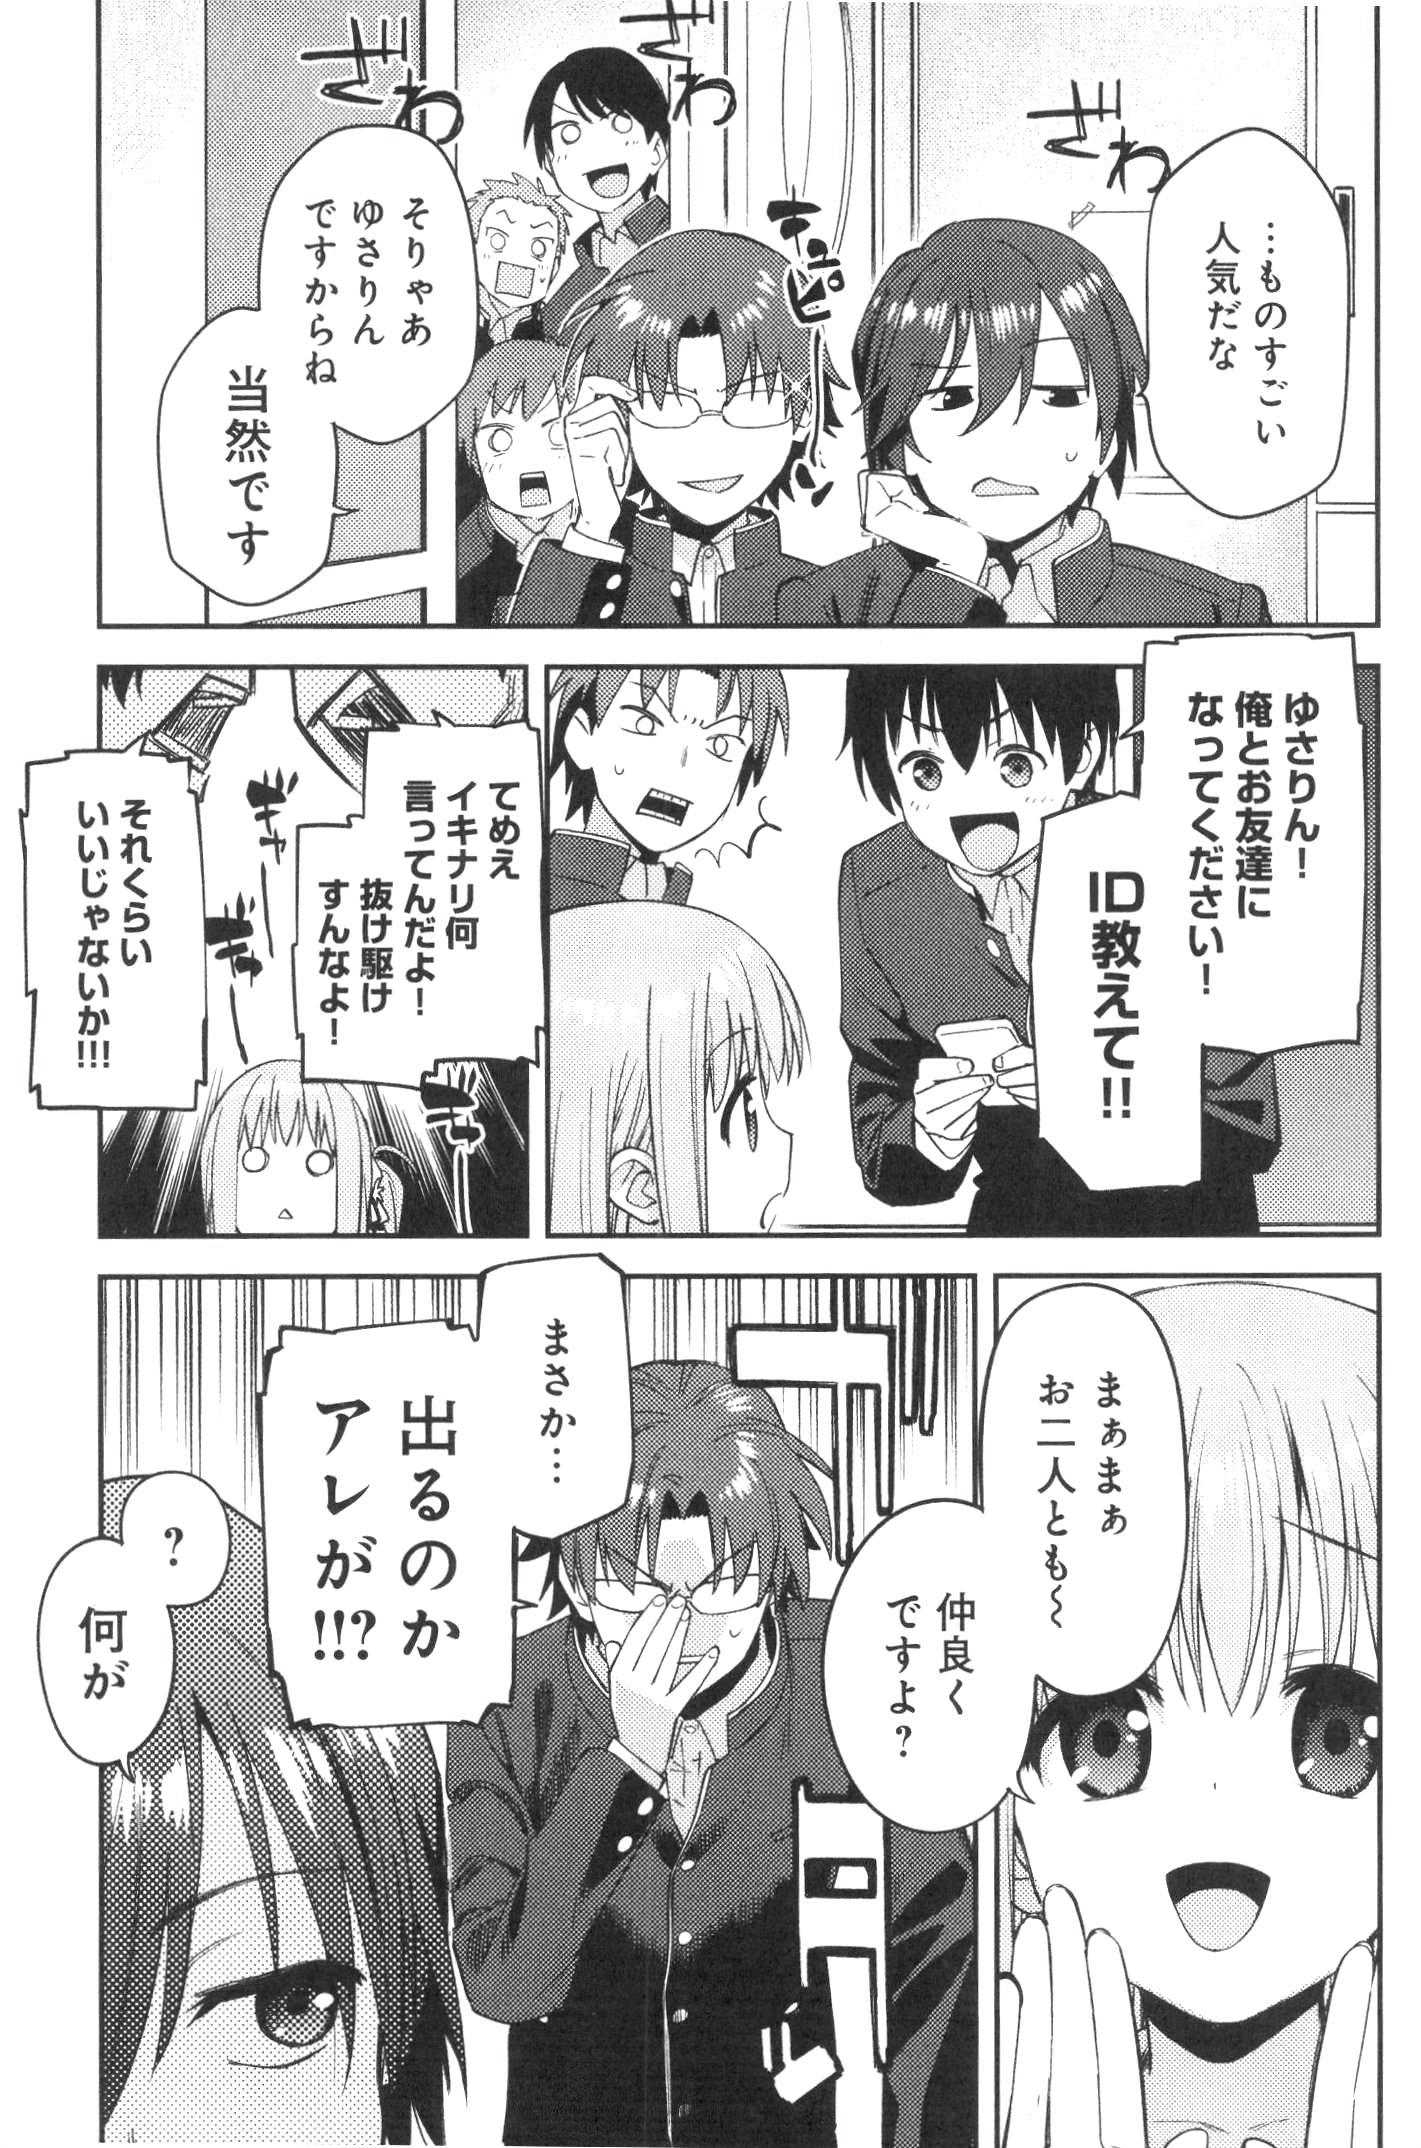 ざわ
ざわ
ざわ
…ものすごい
人気だな
キュピーン
そりゃあ
ゆさりん
ですからね
当然です
ゆさりん！
俺とお友達に
なってください！
ID教えて!!
てめえ
イキナリ何
言ってんだよ！
抜け駆け
すんなよ！
それくらい
いいじゃないか!!!
ギャー
ギャー
ギャー
まぁまぁ
お二人とも〜
仲良く
ですよ？
まさか…
出るのか
アレが!!?
？
何が